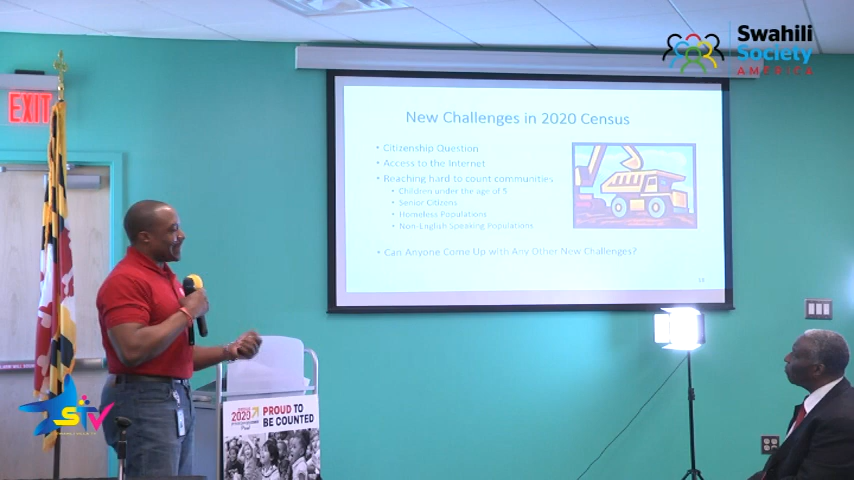 Swahili
Society
AMERICA
EXIT
New Challenges in 2020 Census
• Citizenship Question
• Access to the Internet
• Reaching hard to count communities
• Children under the age of 5
• Senior Citizens
• Homeless Populations
• Non-English Speaking Populations
• Can Anyone Come Up with Any Other New Challenges?
2020
PROUD TO
BE COUNTED
STV